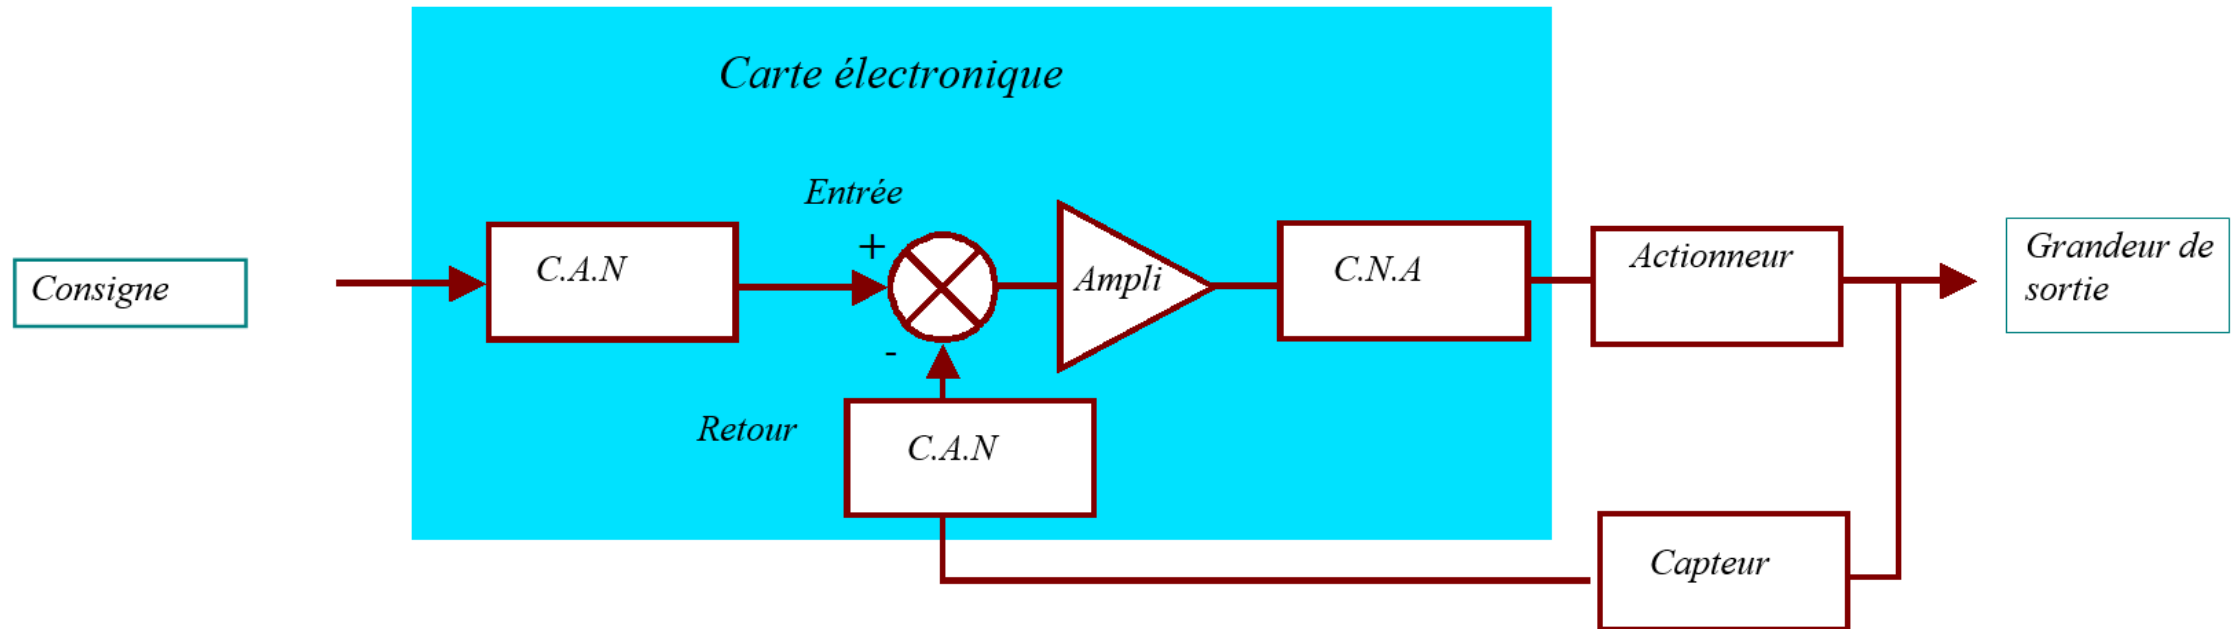 Carte électronique
Entrée
+
Consigne
C.A.N
Ampli
C.N.A
Actionneur
Grandeur de
sortie
-
Retour
C.A.N
Capteur